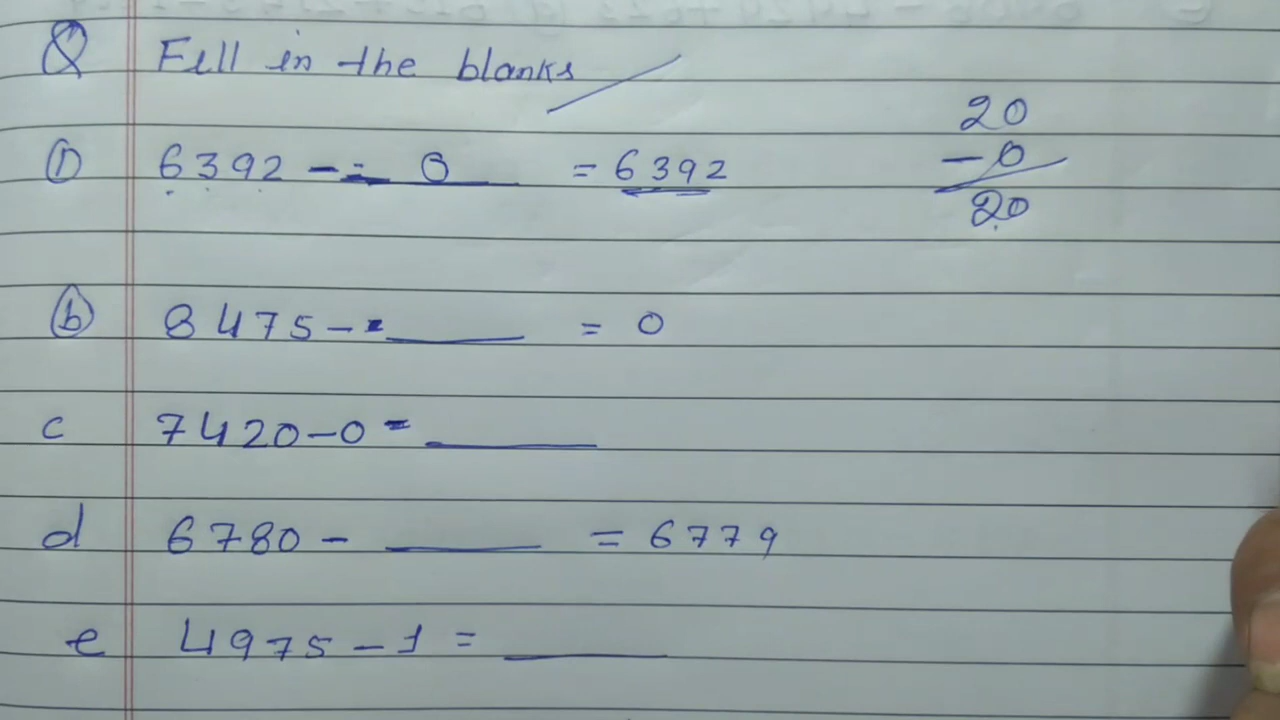 Q Fill in the blanks
① 6392 - = 0 = 6392
20
- 0
20
ⓑ 8475 - ____ = 0
c 7420 - 0 = ____
d 6780 - ____ = 6779
e 4975 - 1 = ____